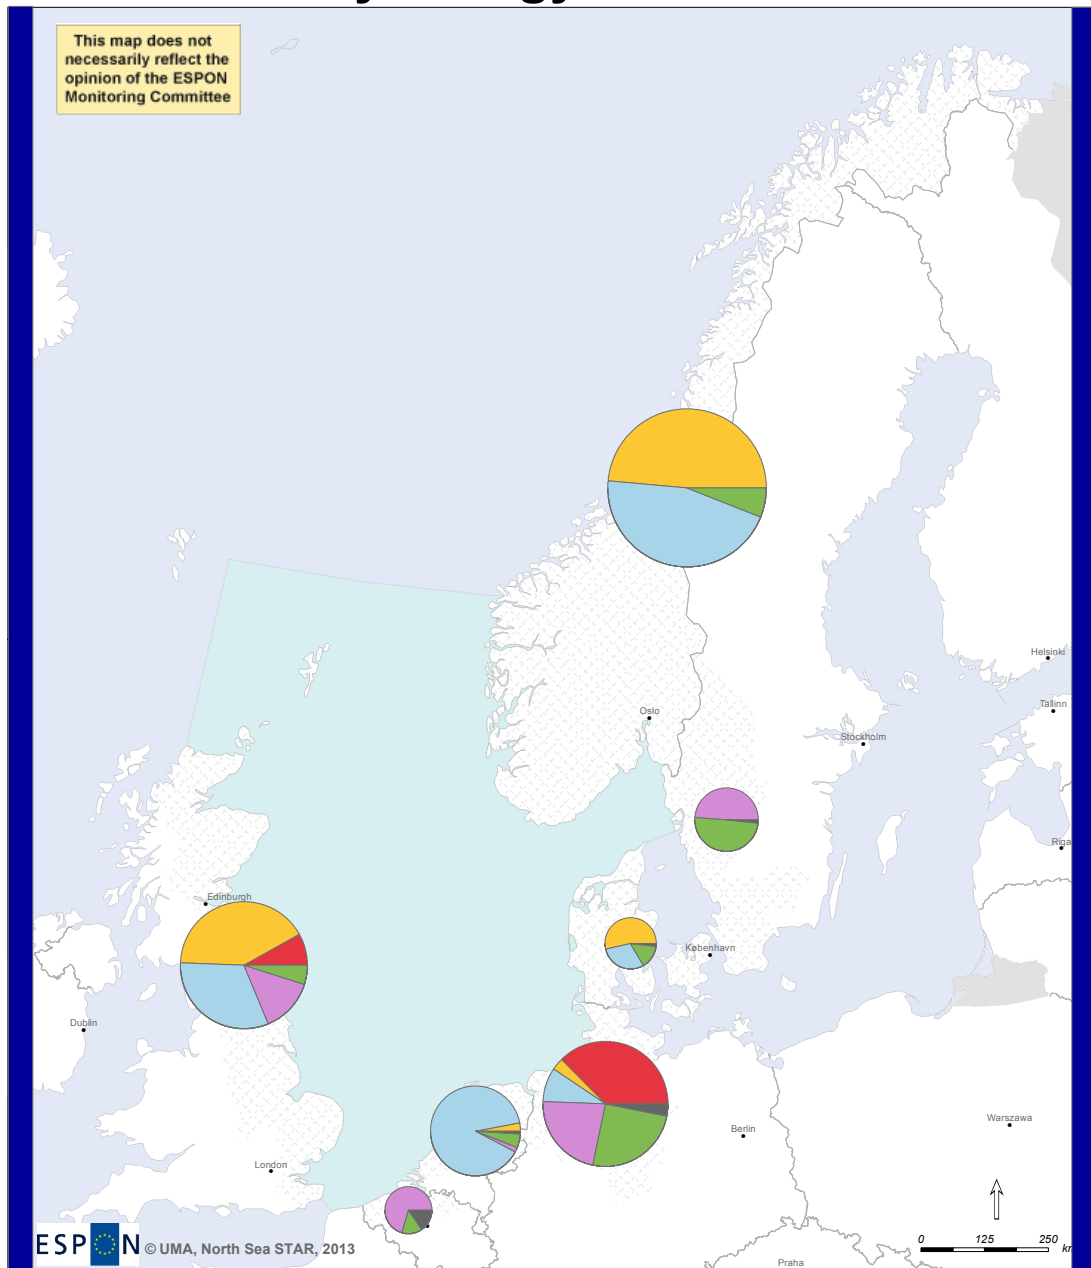 This map does not
necessarily reflect the
opinion of the ESPON
Monitoring Committee
Helsinki
Tallinn
Oslo
Stockholm
Riga
Edinburgh
København
Dublin
Warszawa
Berlin
London
0 125 250
km
ESPON © UMA, North Sea STAR, 2013
Praha